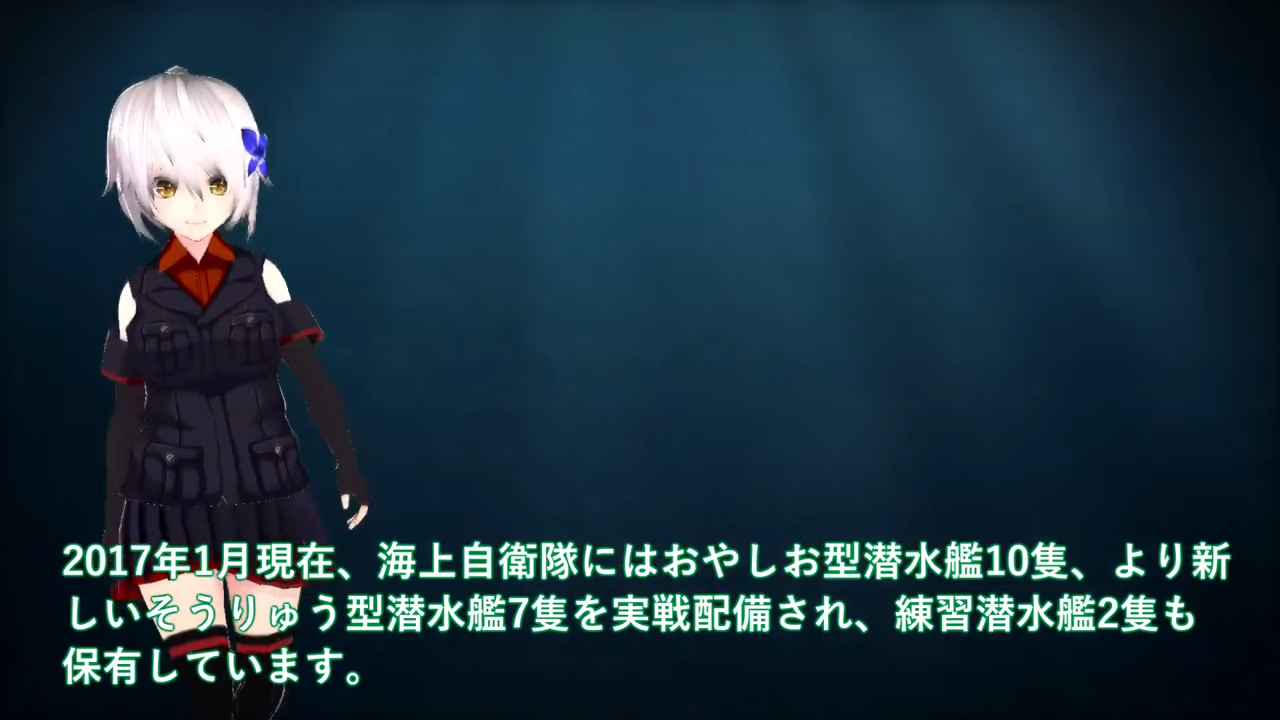 2017年1月現在、海上自衛隊にはおやしお型潜水艦10隻、より新
しいそうりゅう型潜水艦7隻を実戦配備され、練習潜水艦2隻も
保有しています。